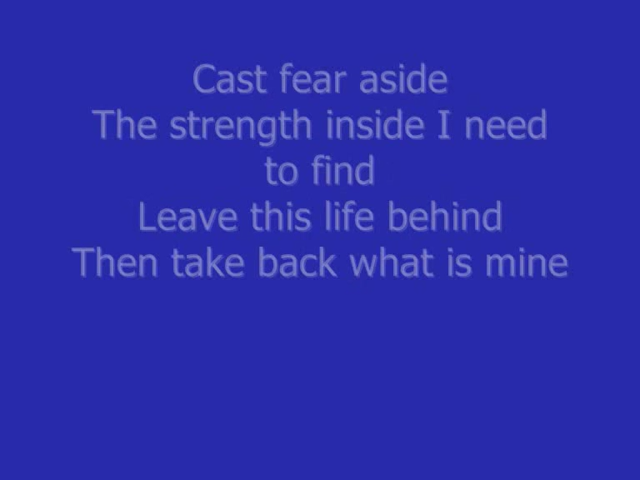 Cast fear aside
The strength inside I need
to find
Leave this life behind
Then take back what is mine